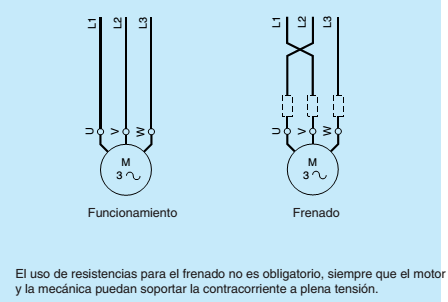 L1 L2 L3
L1 L2 L3
U V W
U V W
M
3
M
3
Funcionamiento
Frenado
El uso de resistencias para el frenado no es obligatorio, siempre que el motor
y la mecánica puedan soportar la contracorriente a plena tensión.